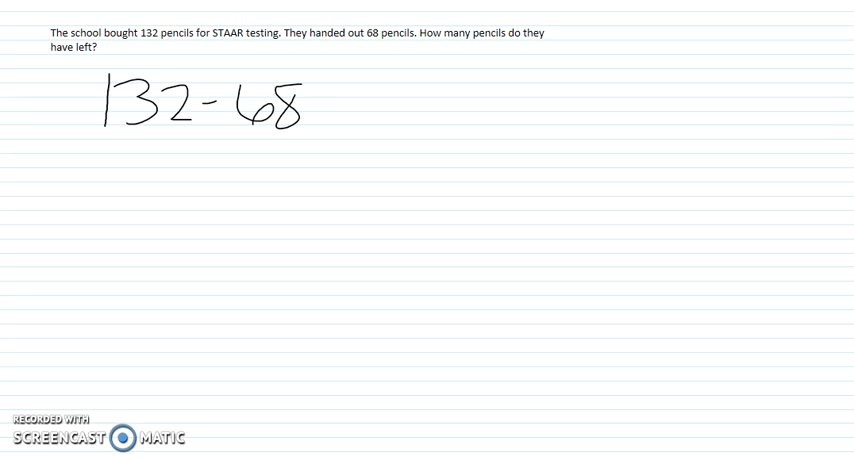 The school bought 132 pencils for STAAR testing. They handed out 68 pencils. How many pencils do they
have left?
132-68
RECORDED WITH
SCREENCAST MATIC